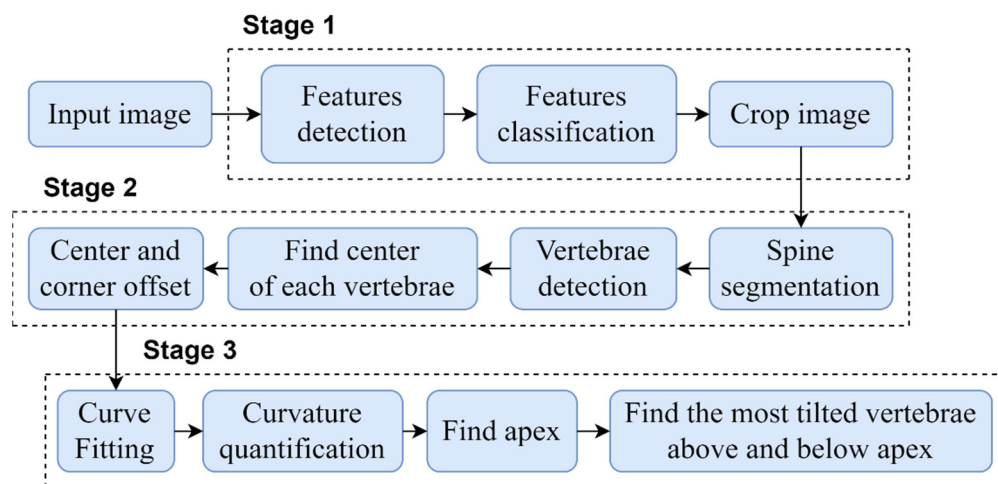 Stage 1
Input image
Features
detection
Features
classification
Crop image
Stage 2
Spine
segmentation
Vertebrae
detection
Find center
of each vertebrae
Center and
corner offset
Stage 3
Curve
Fitting
Curvature
quantification
Find apex
Find the most tilted vertebrae
above and below apex